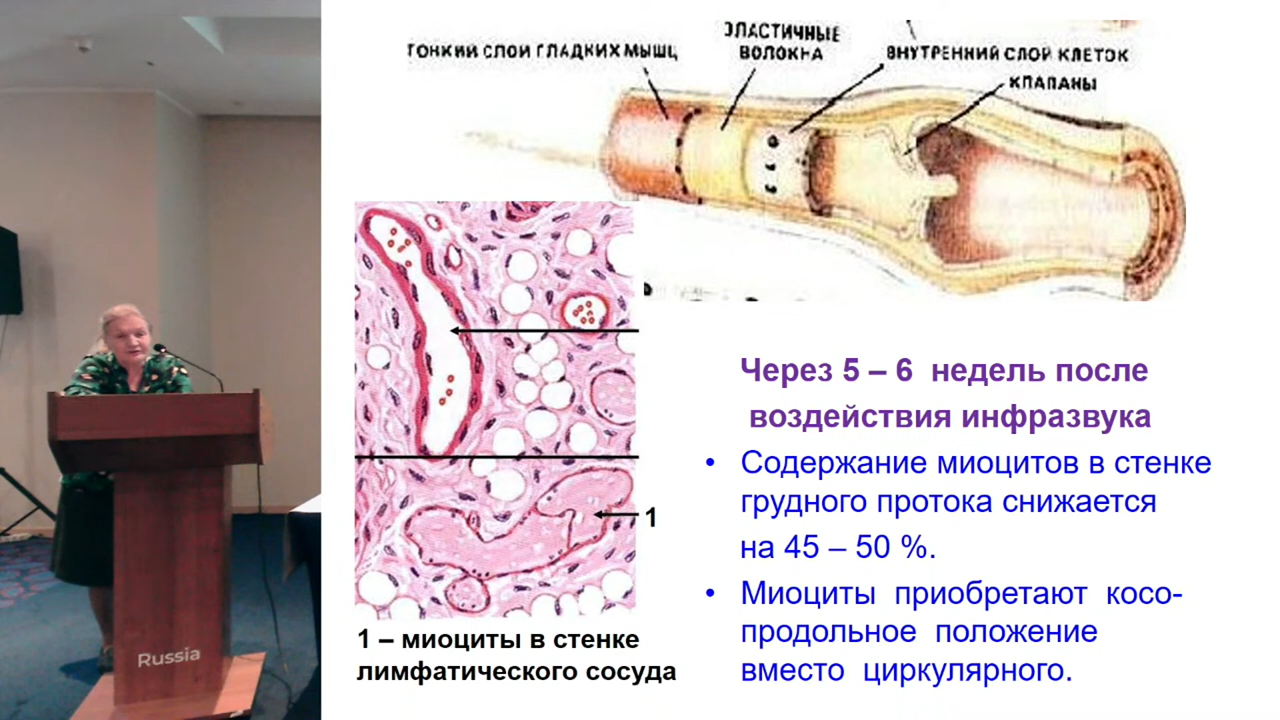 ТОНКИЙ СЛОЙ ГЛАДКИХ МЫШЦ
ЭЛАСТИЧНЫЕ
ВОЛОКНА
ВНУТРЕННИЙ СЛОЙ КЛЕТОК
КЛАПАНЫ
1
1 – миоциты в стенке
лимфатического сосуда
Через 5 – 6 недель после
воздействия инфразвука
• Содержание миоцитов в стенке
грудного протока снижается
на 45 – 50 %.
• Миоциты приобретают косо-
продольное положение
вместо циркулярного.
Russia